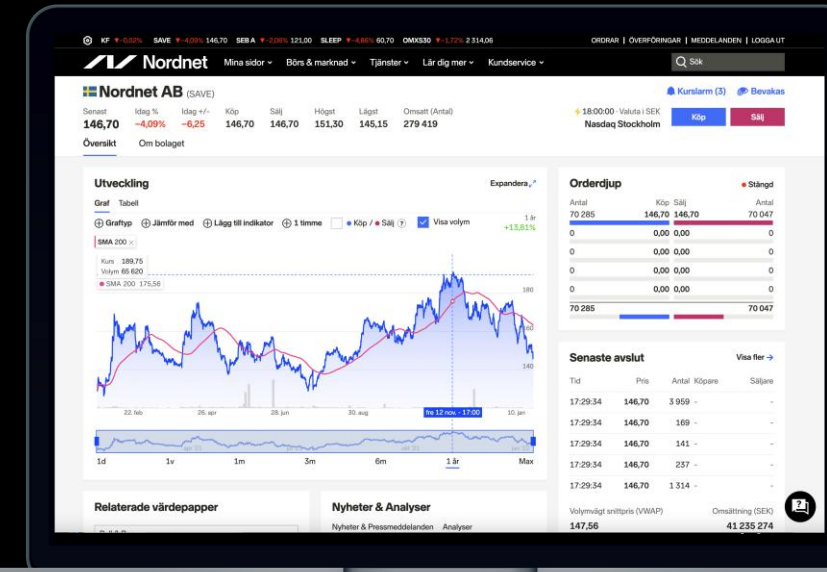 KF ▼-0,02% SAVE ▼-4,09% 146,70 SEB A ▼-2,06% 121,00 SLEEP ▼-4,86% 60,70 OMXS30 ▼-1,72% 2 314,06 ORDRAR | ÖVERFÖRINGAR | MEDDELANDEN | LOGGA UT
Nordnet Mina sidor Börs & marknad Tjänster Lär dig mer Kundservice Sök
Nordnet AB (SAVE) Kurslarm (3) Bevakas
Senast Idag % Idag +/- Köp Sälj Högst Lägst Omsatt (Antal) 18:00:00 · Valuta i SEK
146,70 -4,09% -6,25 146,70 146,70 151,30 145,15 279 419 Nasdaq Stockholm Köp Sälj
Översikt Om bolaget
Utveckling Expandera
Graf Tabell
Graftyp Jämför med Lägg till indikator 1 timme Köp / Sälj ? Visa volym 1 år
+13,61%
SMA 200 ×
Kurs 189,75
Volym 65 620
SMA 200 175,56
180
160
140
22. feb 26. apr 28. jun 30. aug fre 12 nov. - 17:00 10. jan
1d 1v 1m 3m 6m 1 år Max
Orderdjup Stängd
Antal Köp Sälj Antal
70 285 146,70 146,70 70 047
0 0,00 0,00 0
0 0,00 0,00 0
0 0,00 0,00 0
0 0,00 0,00 0
70 285 70 047
Senaste avslut Visa fler →
Tid Pris Antal Köpare Säljare
17:29:34 146,70 3 959 - -
17:29:34 146,70 169 - -
17:29:34 146,70 141 - -
17:29:34 146,70 237 - -
17:29:34 146,70 1 314 - -
Volymvägt snittpris (VWAP) Omsättning (SEK)
147,56 41 235 274
Relaterade värdepapper
Nyheter & Analyser
Nyheter & Pressmeddelanden Analyser